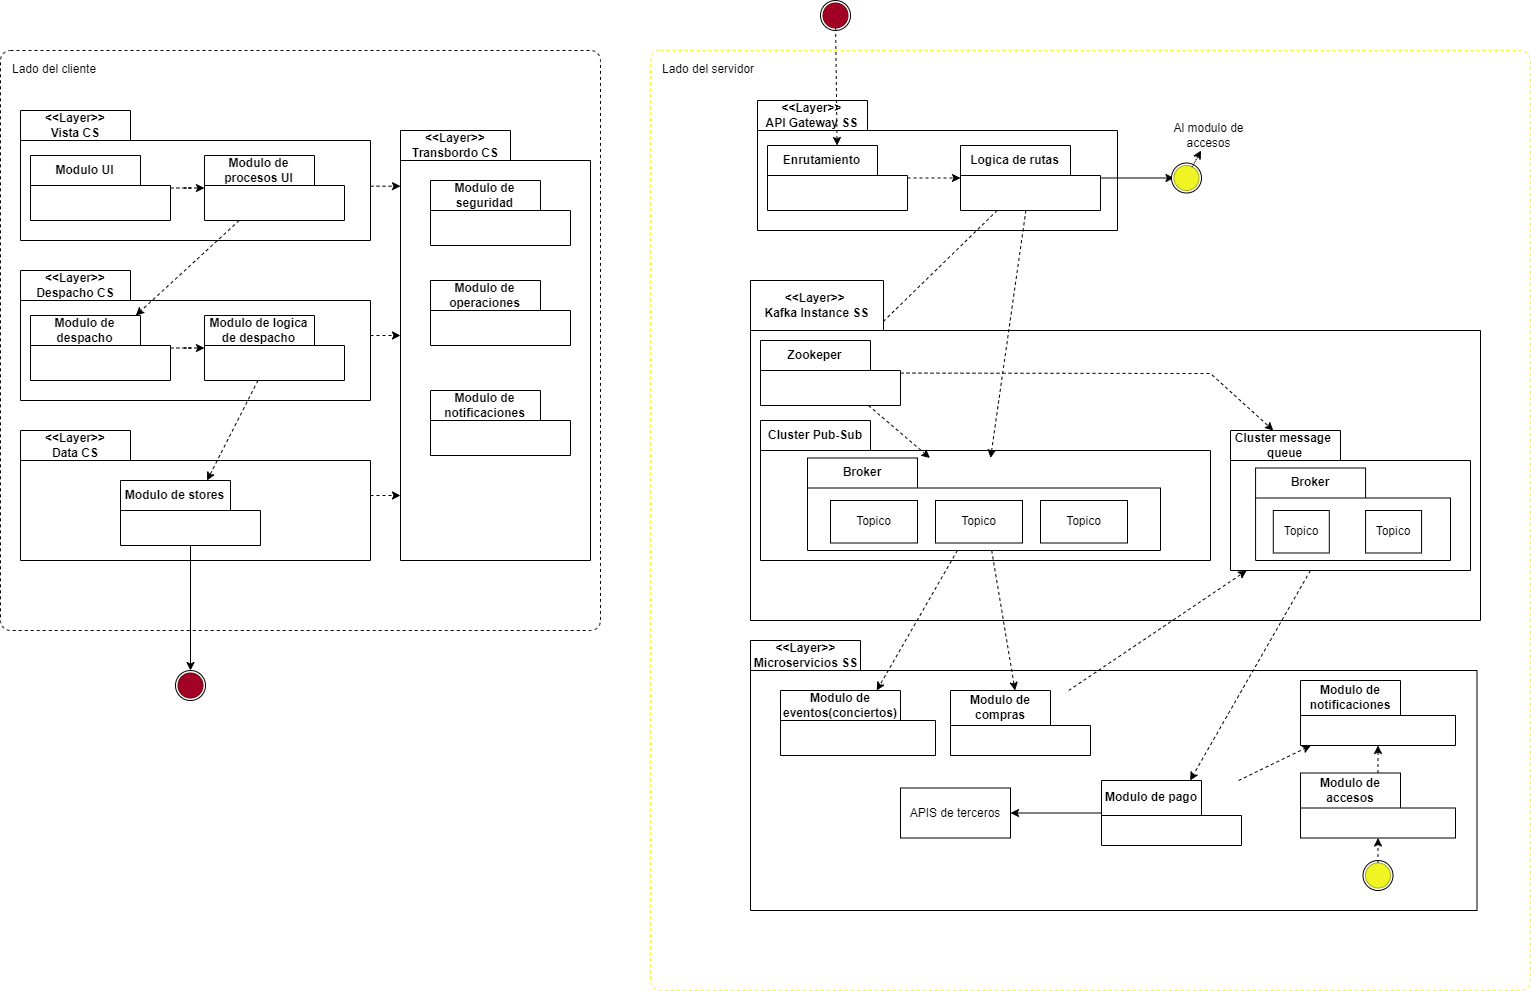 Lado del cliente
<<Layer>>
Vista CS
Modulo UI
Modulo de
procesos UI
<<Layer>>
Transbordo CS
Modulo de
seguridad
Modulo de
operaciones
Modulo de
notificaciones
<<Layer>>
Despacho CS
Modulo de
despacho
Modulo de logica
de despacho
<<Layer>>
Data CS
Modulo de stores
Lado del servidor
<<Layer>>
API Gateway SS
Enrutamiento
Logica de rutas
Al modulo de
accesos
<<Layer>>
Kafka Instance SS
Zookeper
Cluster Pub-Sub
Broker
Topico
Topico
Topico
Cluster message
queue
Broker
Topico
Topico
<<Layer>>
Microservicios SS
Modulo de
eventos(conciertos)
Modulo de
compras
Modulo de
notificaciones
APIS de terceros
Modulo de pago
Modulo de
accesos